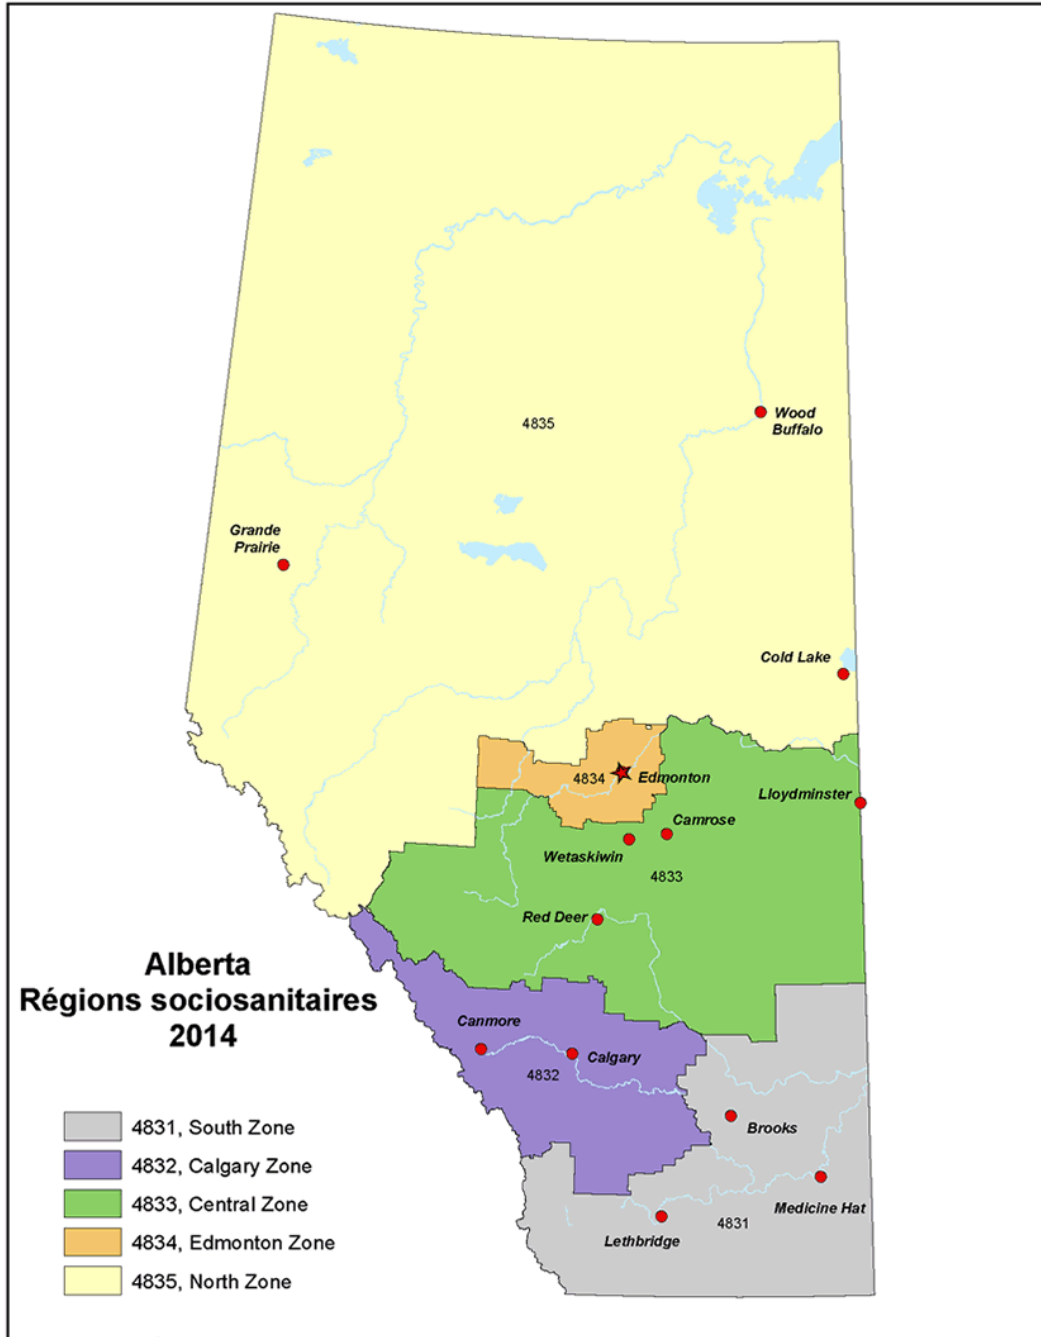 4835
Wood
Buffalo
Grande
Prairie
Cold Lake
4834
Edmonton
Lloydminster
Camrose
Wetaskiwin
4833
Red Deer
Alberta
Régions sociosanitaires
2014
Canmore
Calgary
4832
Brooks
Medicine Hat
4831
Lethbridge
4831, South Zone
4832, Calgary Zone
4833, Central Zone
4834, Edmonton Zone
4835, North Zone